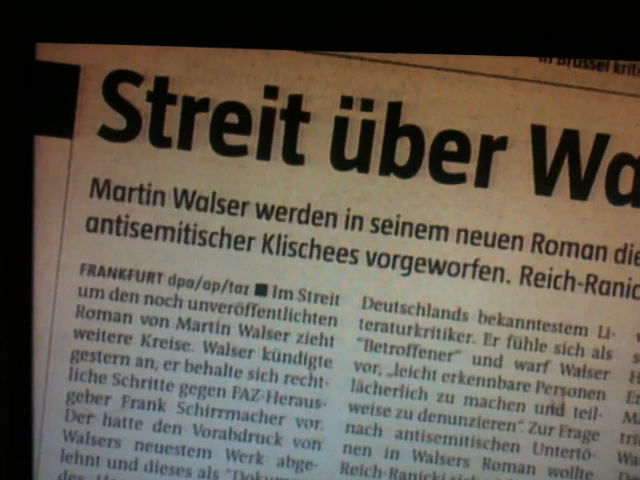 in Brüssel kriti
Streit über Wa
Martin Walser werden in seinem neuen Roman die
antisemitischer Klischees vorgeworfen. Reich-Ranic
FRANKFURT dpa/ap/taz ■ Im Streit
um den noch unveröffentlichten
Roman von Martin Walser zieht
weitere Kreise. Walser kündigte
gestern an, er behalte sich recht-
liche Schritte gegen FAZ-Heraus-
geber Frank Schirrmacher vor.
Der hatte den Vorabdruck von
Walsers neuestem Werk abge-
lehnt und dieses als "Dokum
Deutschlands bekanntestem Li-
teraturkritiker. Er fühle sich als
"Betroffener" und warf Walser
vor, „leicht erkennbare Personen
lächerlich zu machen und teil-
weise zu denunzieren". Zur Frage
nach antisemitischen Untertö-
nen in Walsers Roman wollte
Reich-Ranicki